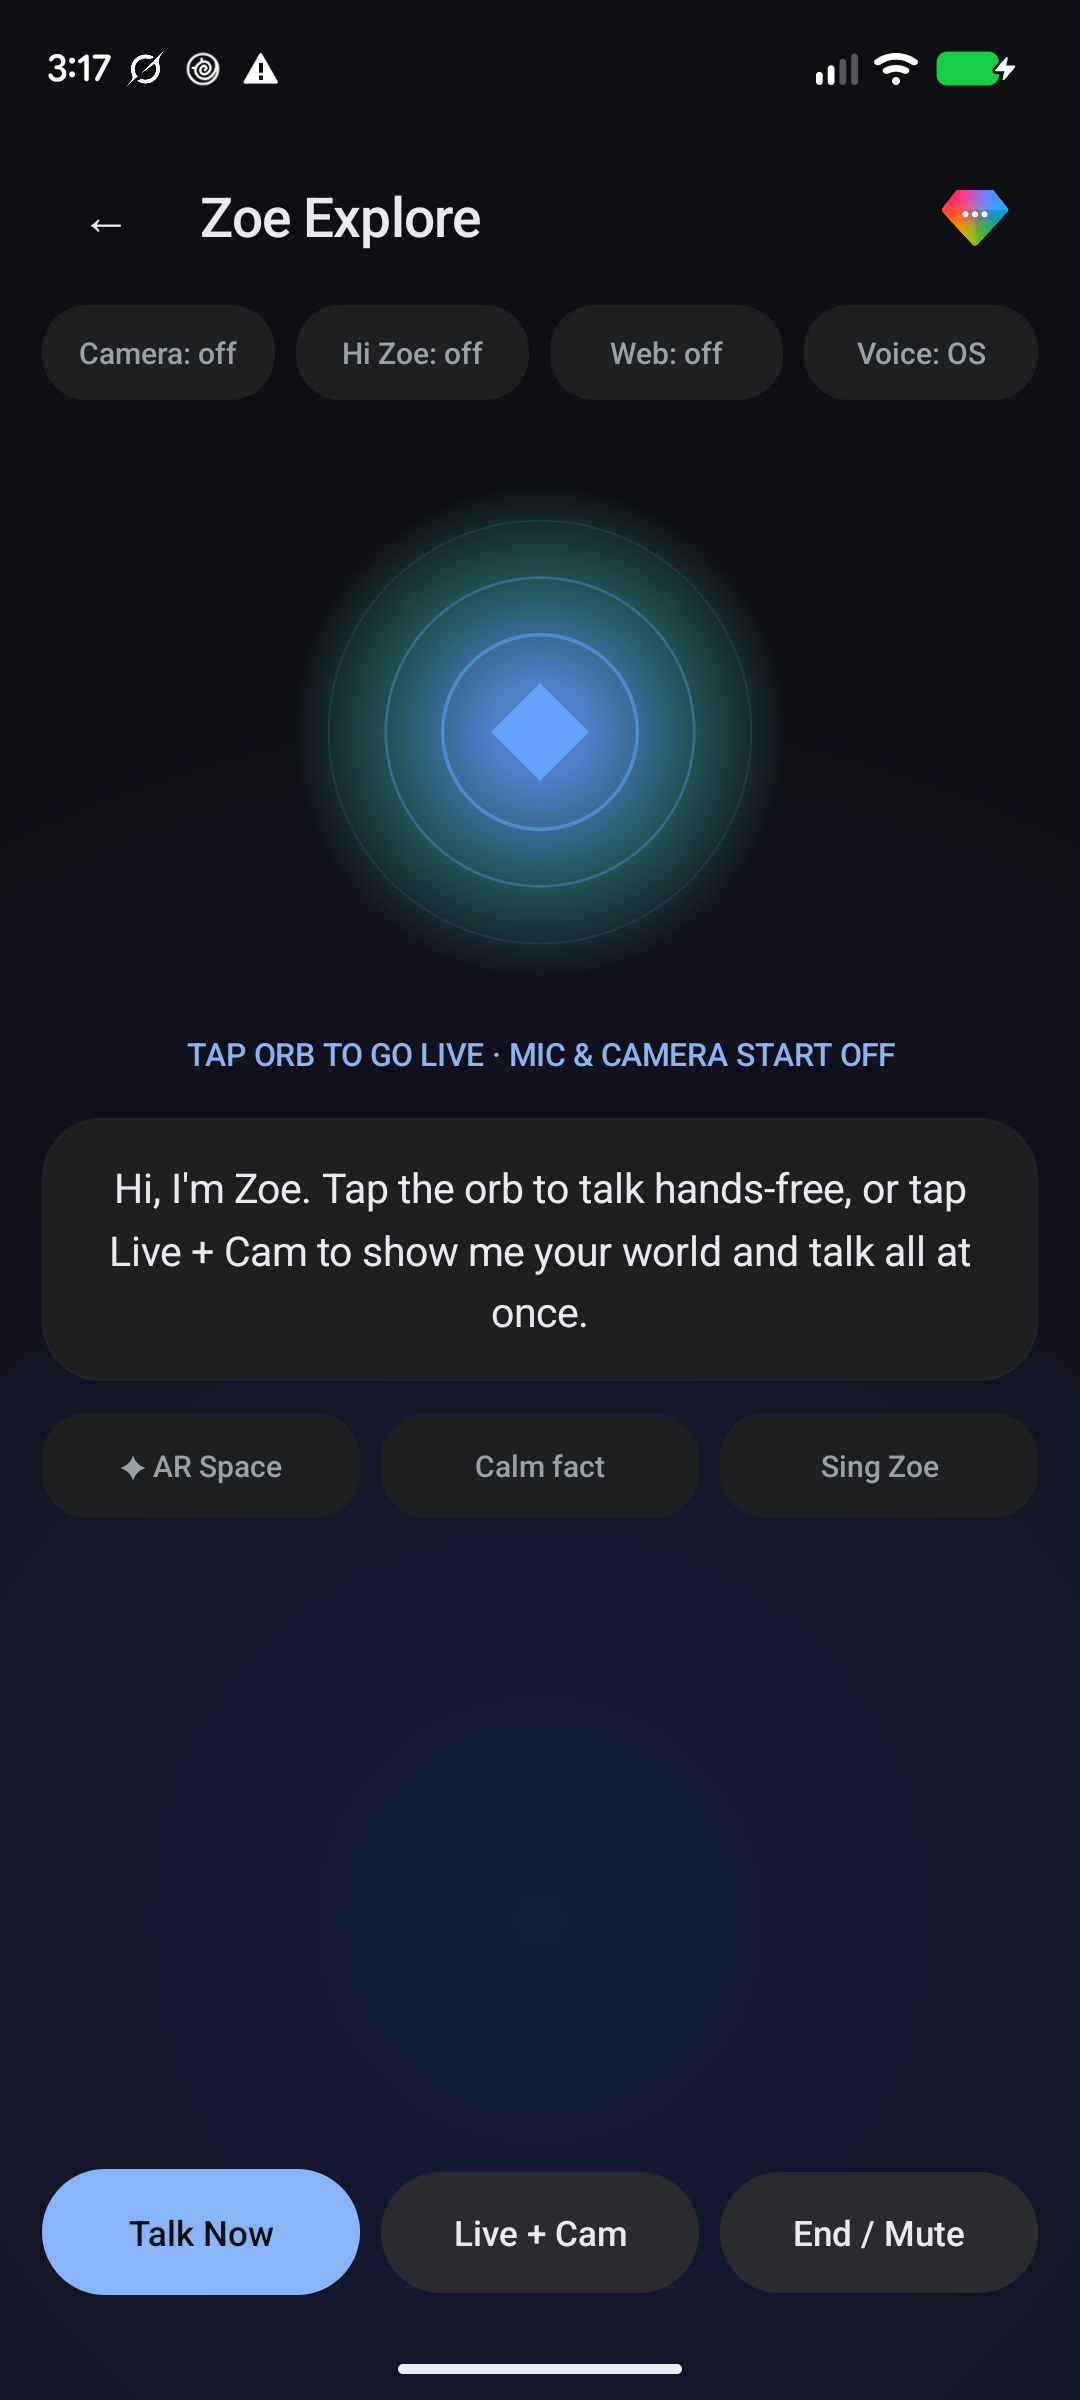 3:17
← Zoe Explore
Camera: off
Hi Zoe: off
Web: off
Voice: OS
TAP ORB TO GO LIVE · MIC & CAMERA START OFF
Hi, I'm Zoe. Tap the orb to talk hands-free, or tap
Live + Cam to show me your world and talk all at
once.
✦ AR Space
Calm fact
Sing Zoe
Talk Now
Live + Cam
End / Mute